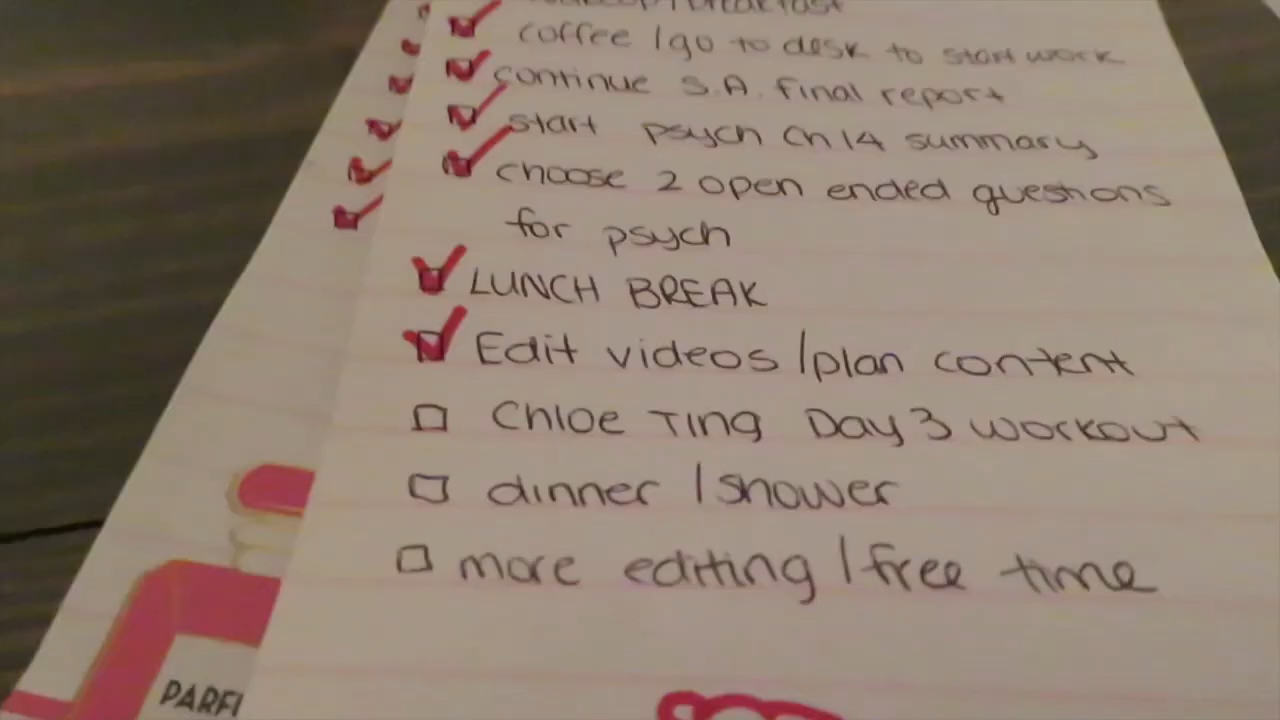 coffee / go to desk to start work
continue S.A. final report
start psych Ch 14 summary
choose 2 open ended questions
for psych
LUNCH BREAK
Edit videos / plan content
Chloe Ting Day 3 workout
dinner / shower
more editing / free time
PARFI